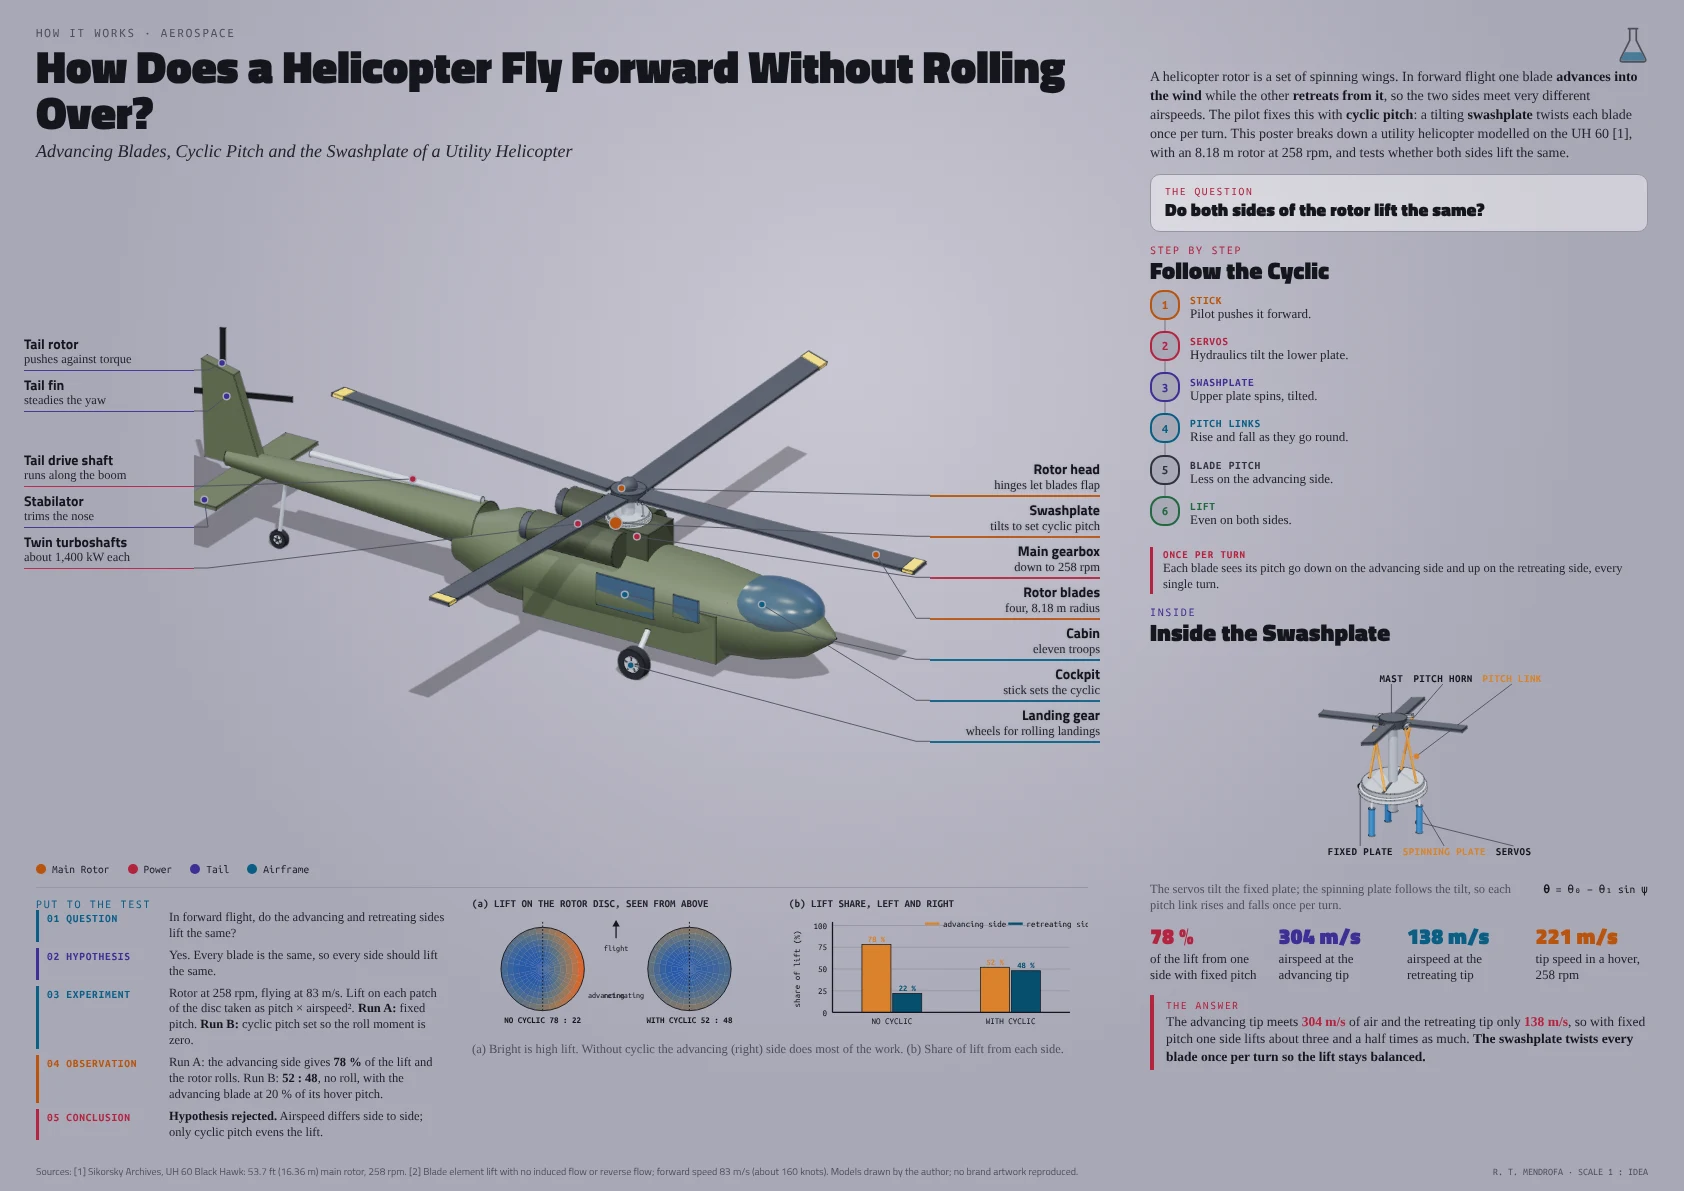 HOW IT WORKS · AEROSPACE
How Does a Helicopter Fly Forward Without Rolling
Over?
Advancing Blades, Cyclic Pitch and the Swashplate of a Utility Helicopter
A helicopter rotor is a set of spinning wings. In forward flight one blade advances into
the wind while the other retreats from it, so the two sides meet very different
airspeeds. The pilot fixes this with cyclic pitch: a tilting swashplate twists each blade
once per turn. This poster breaks down a utility helicopter modelled on the UH 60 [1],
with an 8.18 m rotor at 258 rpm, and tests whether both sides lift the same.
THE QUESTION
Do both sides of the rotor lift the same?
STEP BY STEP
Follow the Cyclic
1 STICK
Pilot pushes it forward.
2 SERVOS
Hydraulics tilt the lower plate.
3 SWASHPLATE
Upper plate spins, tilted.
4 PITCH LINKS
Rise and fall as they go round.
5 BLADE PITCH
Less on the advancing side.
6 LIFT
Even on both sides.
ONCE PER TURN
Each blade sees its pitch go down on the advancing side and up on the retreating side, every
single turn.
INSIDE
Inside the Swashplate
MAST PITCH HORN PITCH LINK
FIXED PLATE SPINNING PLATE SERVOS
The servos tilt the fixed plate; the spinning plate follows the tilt, so each
pitch link rises and falls once per turn.
θ = θ₀ − θ₁ sin ψ
78 %
of the lift from one
side with fixed pitch
304 m/s
airspeed at the
advancing tip
138 m/s
airspeed at the
retreating tip
221 m/s
tip speed in a hover,
258 rpm
THE ANSWER
The advancing tip meets 304 m/s of air and the retreating tip only 138 m/s, so with fixed
pitch one side lifts about three and a half times as much. The swashplate twists every
blade once per turn so the lift stays balanced.
Tail rotor
pushes against torque
Tail fin
steadies the yaw
Tail drive shaft
runs along the boom
Stabilator
trims the nose
Twin turboshafts
about 1,400 kW each
Rotor head
hinges let blades flap
Swashplate
tilts to set cyclic pitch
Main gearbox
down to 258 rpm
Rotor blades
four, 8.18 m radius
Cabin
eleven troops
Cockpit
stick sets the cyclic
Landing gear
wheels for rolling landings
Main Rotor Power Tail Airframe
PUT TO THE TEST
01 QUESTION
In forward flight, do the advancing and retreating sides
lift the same?
02 HYPOTHESIS
Yes. Every blade is the same, so every side should lift
the same.
03 EXPERIMENT
Rotor at 258 rpm, flying at 83 m/s. Lift on each patch
of the disc taken as pitch × airspeed². Run A: fixed
pitch. Run B: cyclic pitch set so the roll moment is
zero.
04 OBSERVATION
Run A: the advancing side gives 78 % of the lift and
the rotor rolls. Run B: 52 : 48, no roll, with the
advancing blade at 20 % of its hover pitch.
05 CONCLUSION
Hypothesis rejected. Airspeed differs side to side;
only cyclic pitch evens the lift.
(a) LIFT ON THE ROTOR DISC, SEEN FROM ABOVE
flight
advancing
NO CYCLIC 78 : 22
WITH CYCLIC 52 : 48
(b) LIFT SHARE, LEFT AND RIGHT
advancing side
retreating sid
share of lift (%)
100
75
50
25
0
78 %
22 %
52 %
48 %
NO CYCLIC
WITH CYCLIC
(a) Bright is high lift. Without cyclic the advancing (right) side does most of the work. (b) Share of lift from each side.
Sources: [1] Sikorsky Archives, UH 60 Black Hawk: 53.7 ft (16.36 m) main rotor, 258 rpm. [2] Blade element lift with no induced flow or reverse flow; forward speed 83 m/s (about 160 knots). Models drawn by the author; no brand artwork reproduced.
R. T. MENDROFA · SCALE 1 : IDEA